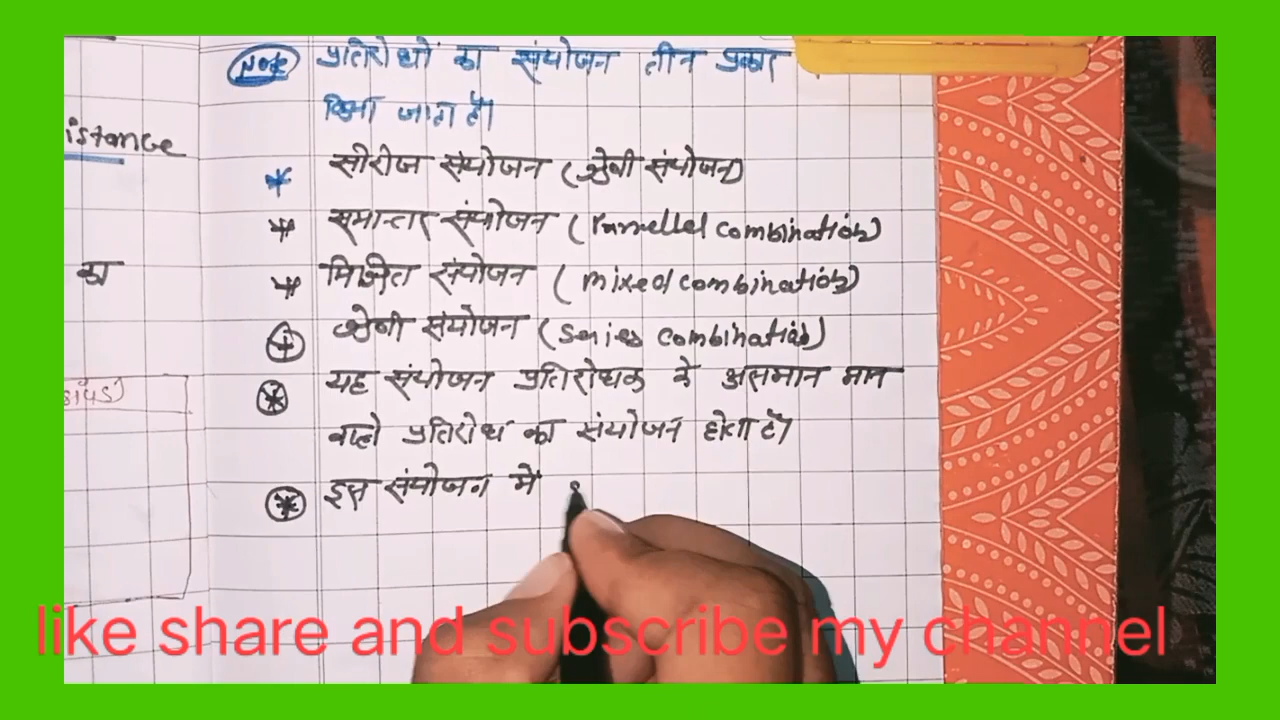 Note प्रतिरोधों का संयोजन तीन प्रकार
किया जाता है।
istance
* सीरीज संयोजन (श्रेणी संयोजन)
* समान्तर संयोजन (Parrellel combination)
का
* मिश्रित संयोजन (mixed combination)
+ श्रेणी संयोजन (series combination)
* यह संयोजन प्रतिरोधक के असमान मान
वाले प्रतिरोध का संयोजन होता है।
* इस संयोजन में
like share and subscribe my channel